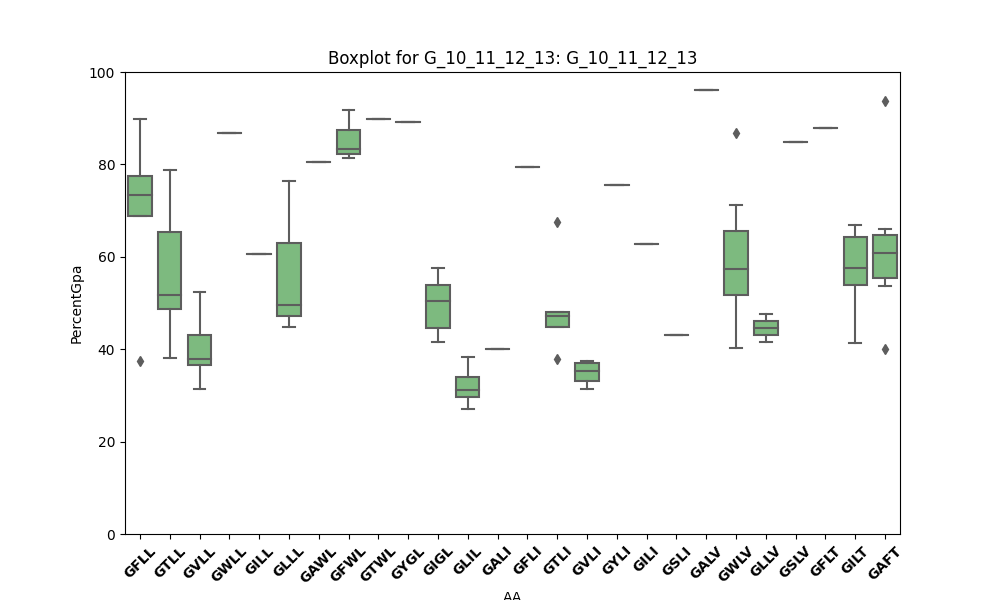 Boxplot for G_10_11_12_13: G_10_11_12_13
PercentGpa
100
80
60
40
20
0
GFLL GTLL GVLL GWLL GILL GLLL GAWL GFWL GTWL GYGL GIGL GLIL GALI GFLI GTLI GVLI GYLI GILI GSLI GALV GWLV GLLV GSLV GFLT GILT GAFT
AA